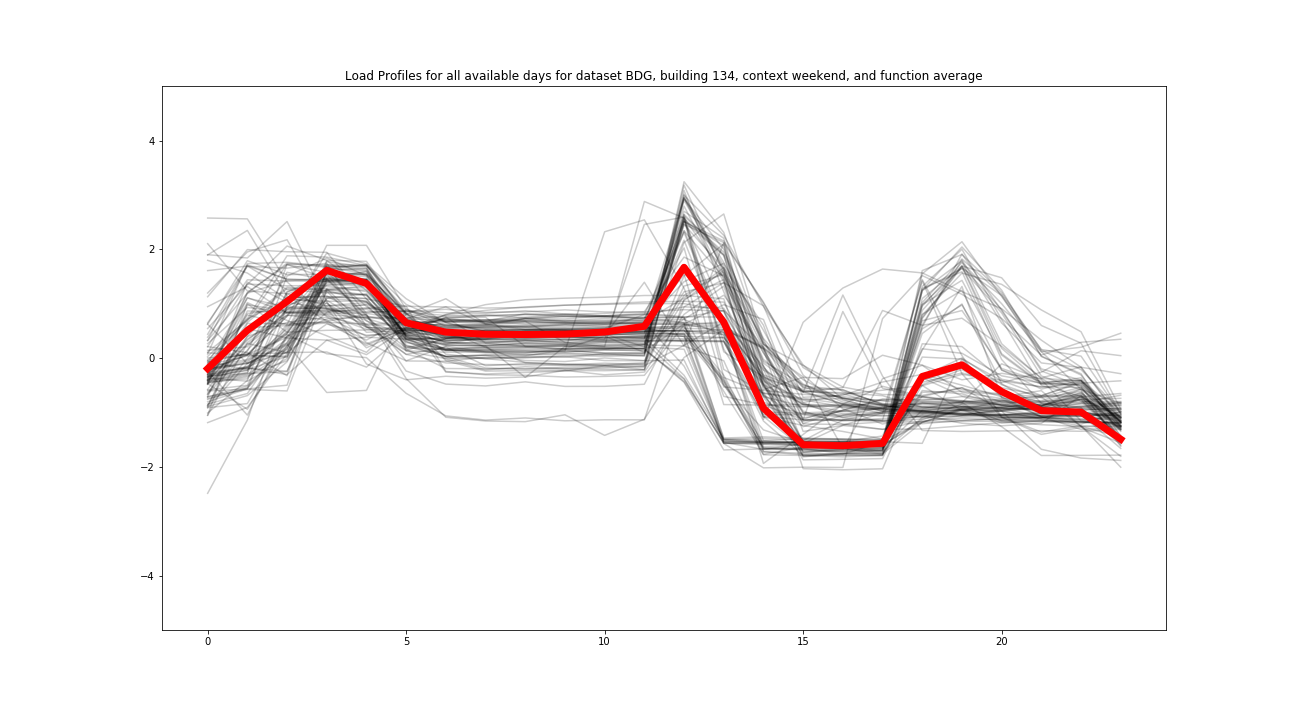 Load Profiles for all available days for dataset BDG, building 134, context weekend, and function average
4
2
0
−2
−4
0 5 10 15 20